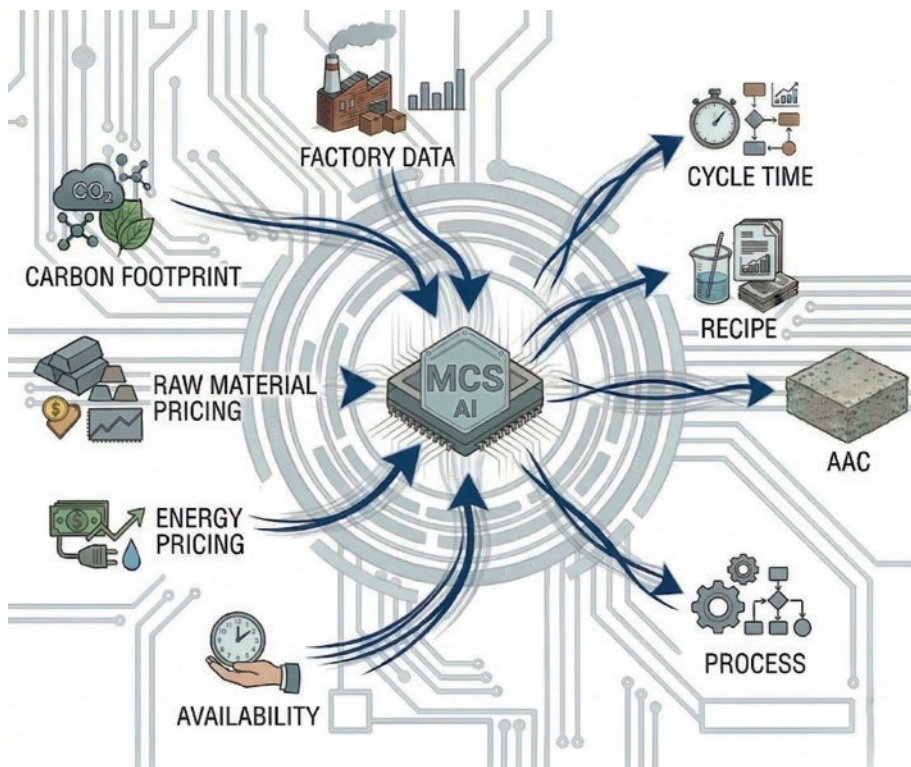 FACTORY DATA
CYCLE TIME
CO₂
CARBON FOOTPRINT
RECIPE
RAW MATERIAL
PRICING
$
MCS
AI
AAC
$
ENERGY
PRICING
PROCESS
AVAILABILITY